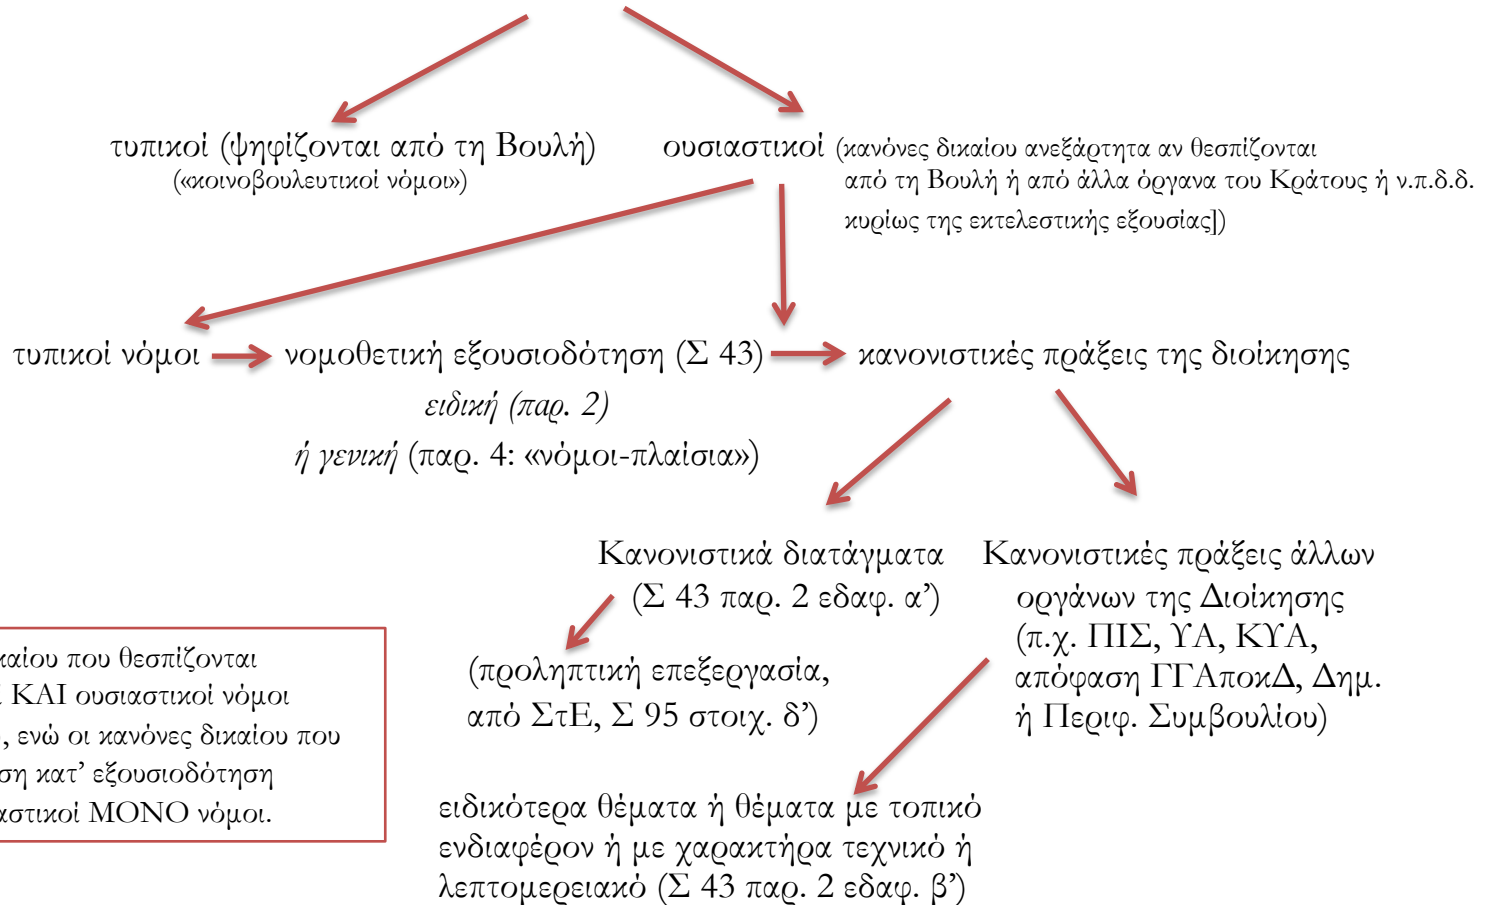 τυπικοί (ψηφίζονται από τη Βουλή)
(«κοινοβουλευτικοί νόμοι»)
ουσιαστικοί (κανόνες δικαίου ανεξάρτητα αν θεσπίζονται
από τη Βουλή ή από άλλα όργανα του Κράτους ή ν.π.δ.δ.
κυρίως της εκτελεστικής εξουσίας])
τυπικοί νόμοι
νομοθετική εξουσιοδότηση (Σ 43)
ειδική (παρ. 2)
ή γενική (παρ. 4: «νόμοι-πλαίσια»)
κανονιστικές πράξεις της διοίκησης
Κανονιστικά διατάγματα
(Σ 43 παρ. 2 εδαφ. α’)
Κανονιστικές πράξεις άλλων
οργάνων της Διοίκησης
(π.χ. ΠΙΣ, ΥΑ, ΚΥΑ,
απόφαση ΓΓΑποκΔ, Δημ.
ή Περιφ. Συμβουλίου)
(προληπτική επεξεργασία,
από ΣτΕ, Σ 95 στοιχ. δ’)
ειδικότερα θέματα ή θέματα με τοπικό
ενδιαφέρον ή με χαρακτήρα τεχνικό ή
λεπτομερειακό (Σ 43 παρ. 2 εδαφ. β’)
που θεσπίζονται
ΚΑΙ ουσιαστικοί νόμοι
, ενώ οι κανόνες δικαίου που
κατ’ εξουσιοδότηση
ΜΟΝΟ νόμοι.